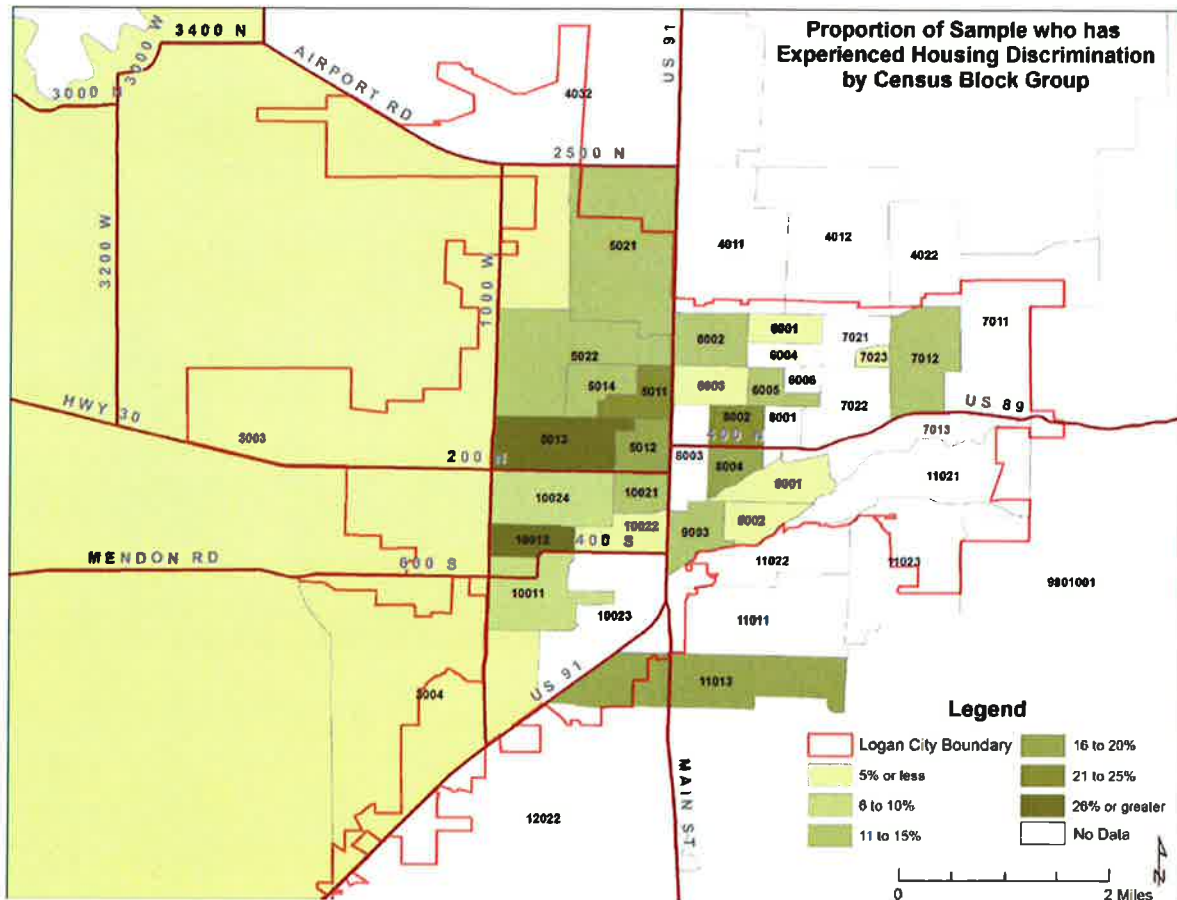 Proportion of Sample who has
Experienced Housing Discrimination
by Census Block Group
3400 N
3000 W
3000 N
AIRPORT RD
US 91
4032
2500 N
3200 W
1000 W
5021
4011
4012
4022
7011
6002
6001
7021
6004
7023
7012
5022
5014
5011
6003
6005
6006
7022
US 89
HWY 30
3003
5013
5012
8002
8001
7013
200 N
8003
8004
9001
11021
10024
10021
10022
9003
9002
10012
400 S
MENDON RD
600 S
11022
11023
9801001
10011
10023
11011
US 91
3004
11013
MAIN ST
12022
Legend
Logan City Boundary
5% or less
6 to 10%
11 to 15%
16 to 20%
21 to 25%
26% or greater
No Data
0 2 Miles